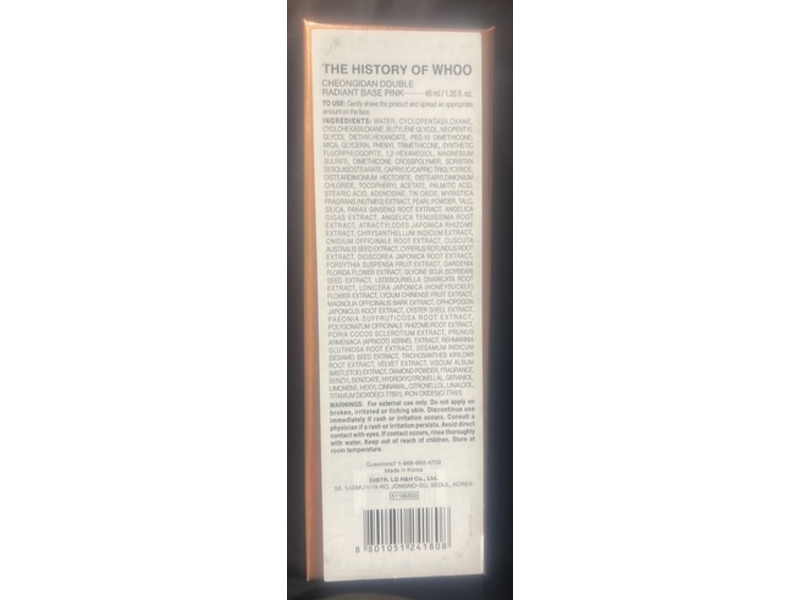 THE HISTORY OF WHOO
CHEONGIDAN DOUBLE
RADIANT BASE PINK 40 ml / 1.35 fl. oz.
TO USE: Gently shake the product and spread an appropriate
amount on the face.
INGREDIENTS: WATER, CYCLOPENTASILOXANE,
CYCLOHEXASILOXANE, BUTYLENE GLYCOL, NEOPENTYL
GLYCOL DIETHYLHEXANOATE, PEG-10 DIMETHICONE,
MICA, GLYCERIN, PHENYL TRIMETHICONE, SYNTHETIC
FLUORPHLOGOPITE, 1,2-HEXANEDIOL, MAGNESIUM
SULFATE, DIMETHICONE CROSSPOLYMER, SORBITAN
SESQUIISOSTEARATE, CAPRYLIC/CAPRIC TRIGLYCERIDE,
DISTEARDIMONIUM HECTORITE, DISTEARYLDIMONIUM
CHLORIDE, TOCOPHERYL ACETATE, PALMITIC ACID,
STEARIC ACID, ADENOSINE, TIN OXIDE, MYRISTICA
FRAGRANS (NUTMEG) EXTRACT, PEARL POWDER, TALC,
SILICA, PANAX GINSENG ROOT EXTRACT, ANGELICA
GIGAS EXTRACT, ANGELICA TENUISSIMA ROOT
EXTRACT, ATRACTYLODES JAPONICA RHIZOME
EXTRACT, CHRYSANTHELLUM INDICUM EXTRACT,
CNIDIUM OFFICINALE ROOT EXTRACT, CUSCUTA
AUSTRALIS SEED EXTRACT, CYPERUS ROTUNDUS ROOT
EXTRACT, DIOSCOREA JAPONICA ROOT EXTRACT,
FORSYTHIA SUSPENSA FRUIT EXTRACT, GARDENIA
FLORIDA FLOWER EXTRACT, GLYCINE SOJA (SOYBEAN)
SEED EXTRACT, LEDEBOURIELLA DIVARICATA ROOT
EXTRACT, LONICERA JAPONICA (HONEYSUCKLE)
FLOWER EXTRACT, LYCIUM CHINENSE FRUIT EXTRACT,
MAGNOLIA OFFICINALIS BARK EXTRACT, OPHIOPOGON
JAPONICUS ROOT EXTRACT, OYSTER SHELL EXTRACT,
PAEONIA SUFFRUTICOSA ROOT EXTRACT,
POLYGONATUM OFFICINALE RHIZOME/ROOT EXTRACT,
PORIA COCOS SCLEROTIUM EXTRACT, PRUNUS
ARMENIACA (APRICOT) KERNEL EXTRACT, REHMANNIA
GLUTINOSA ROOT EXTRACT, SESAMUM INDICUM
(SESAME) SEED EXTRACT, TRICHOSANTHES KIRILOWII
ROOT EXTRACT, VELVET EXTRACT, VISCUM ALBUM
(MISTLETOE) EXTRACT, DIAMOND POWDER, FRAGRANCE,
BENZYL BENZOATE, HYDROXYCITRONELLAL, GERANIOL,
LIMONENE, HEXYL CINNAMAL, CITRONELLOL, LINALOOL,
TITANIUM DIOXIDE(CI 77891), IRON OXIDES(CI 77491).
WARNINGS: For external use only. Do not apply on
broken, irritated or itching skin. Discontinue use
immediately if rash or irritation occurs. Consult a
physician if a rash or irritation persists. Avoid direct
contact with eyes. If contact occurs, rinse thoroughly
with water. Keep out of reach of children. Store at
room temperature.
Questions? 1-866-993-4709
Made in Korea
DISTR. LG H&H Co., Ltd.
JONGNO-GU, SEOUL, KOREA
8 801051 241808